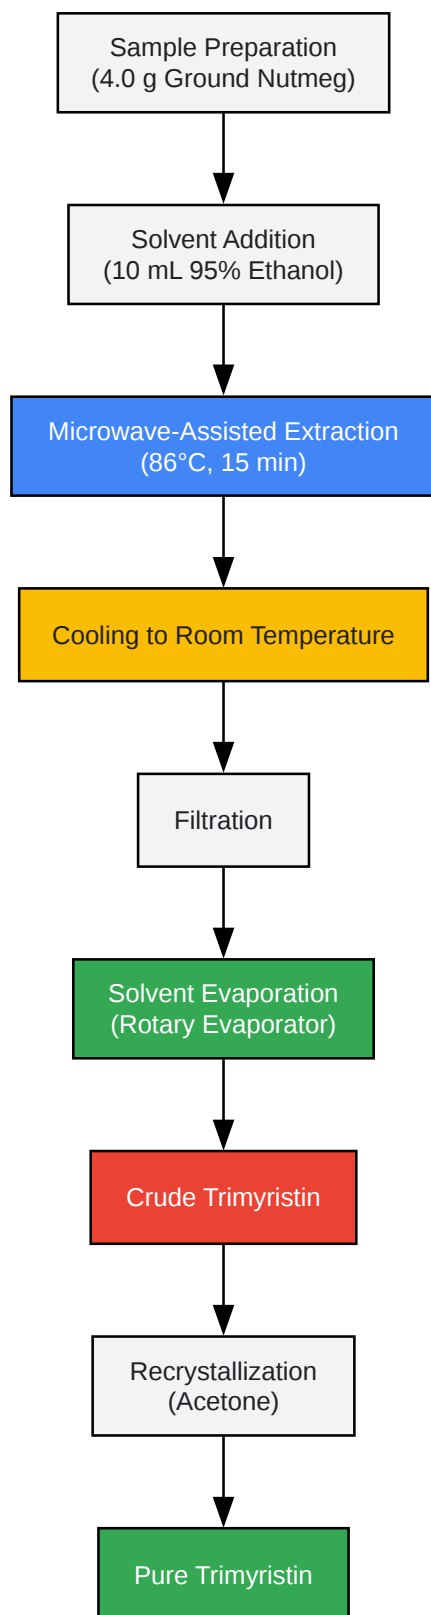 Sample Preparation
(4.0 g Ground Nutmeg)
Solvent Addition
(10 mL 95% Ethanol)
Microwave-Assisted Extraction
(86°C, 15 min)
Cooling to Room Temperature
Filtration
Solvent Evaporation
(Rotary Evaporator)
Crude Trimyristin
Recrystallization
(Acetone)
Pure Trimyristin